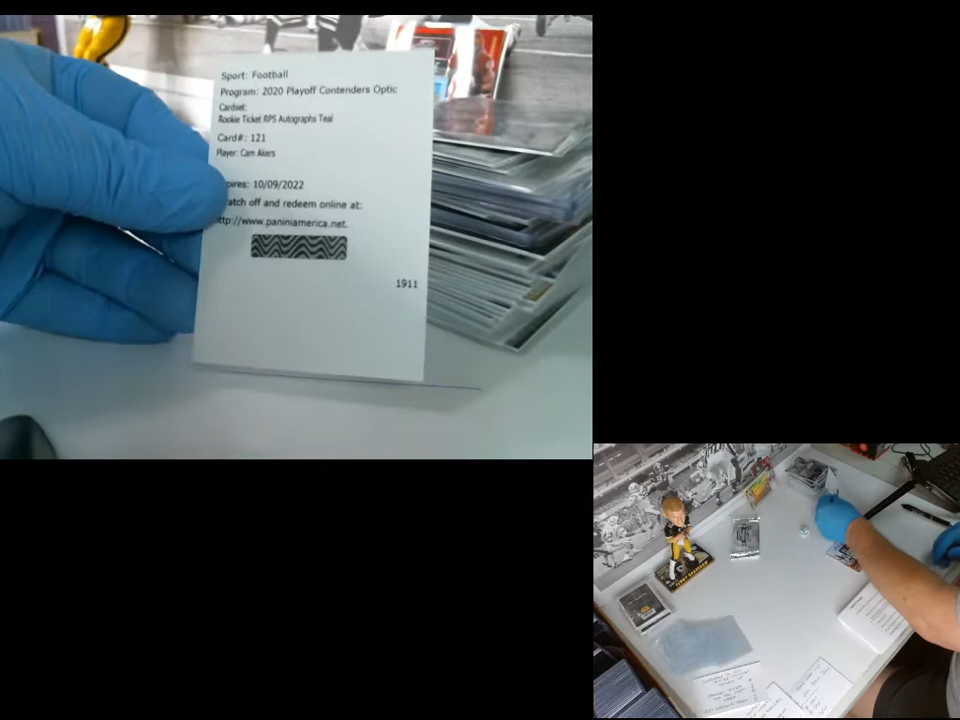 Sport: Football
Program: 2020 Playoff Contenders Optic
Cardset:
Rookie Ticket RPS Autographs Teal
Card#: 121
Player: Cam Akers
ires: 10/09/2022
atch off and redeem online at:
ttp://www.paniniamerica.net.
1911